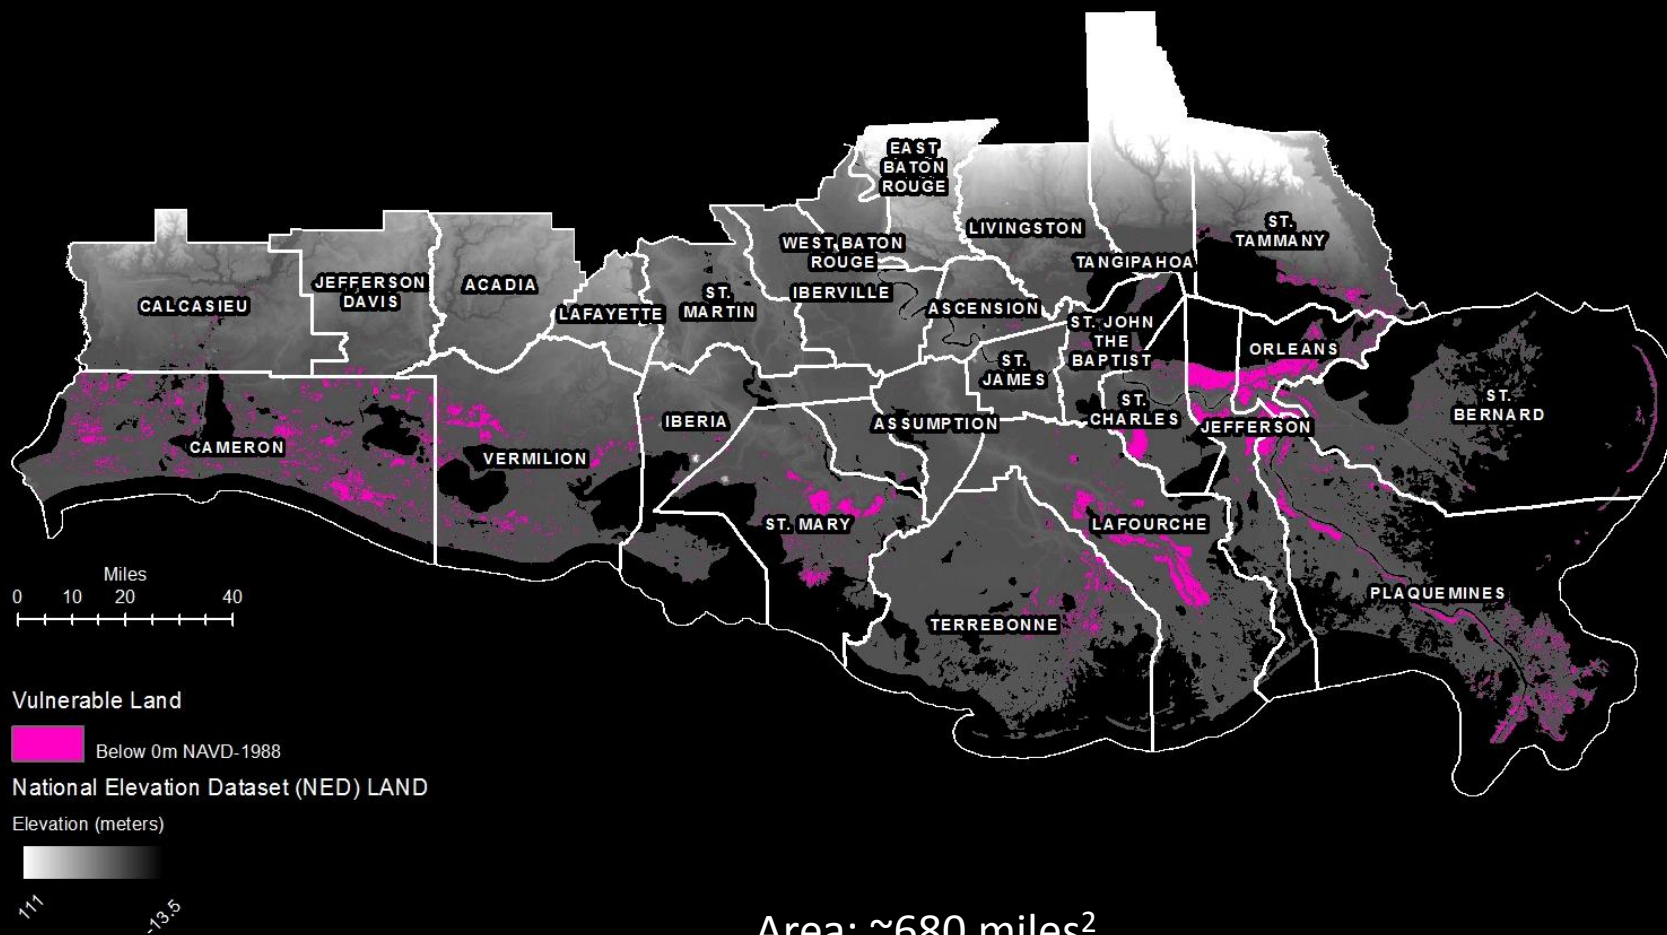 EAST
BATON
ROUGE
ST.
TAMMANY
LIVINGSTON
WEST BATON
ROUGE
TANGIPAHOA
JEFFERSON
DAVIS
ACADIA
CALCASIEU
LAFAYETTE
ST.
MARTIN
IBERVILLE
ASCENSION
ST. JOHN
THE
BAPTIST
ORLEANS
ST.
JAMES
ST.
CHARLES
ST.
BERNARD
IBERIA
ASSUMPTION
JEFFERSON
CAMERON
VERMILION
ST. MARY
LAFOURCHE
PLAQUEMINES
TERREBONNE
Miles
0 10 20 40
Vulnerable Land
Below 0m NAVD-1988
National Elevation Dataset (NED) LAND
Elevation (meters)
111 -13.5
Area: ~680 miles²